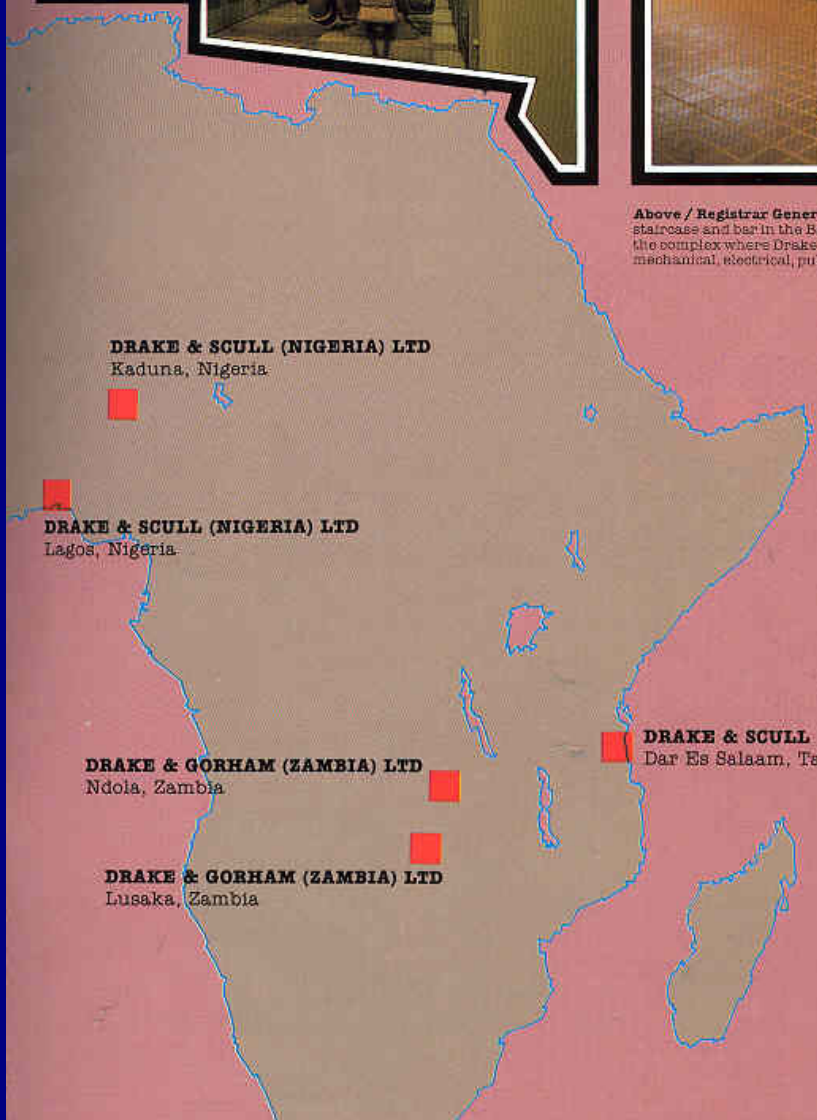 Above / Registrar Gener
staircase and bar in the B
the complex where Drake
mechanical, electrical, pu
DRAKE & SCULL (NIGERIA) LTD
Kaduna, Nigeria
DRAKE & SCULL (NIGERIA) LTD
Lagos, Nigeria
DRAKE & SCULL
Dar Es Salaam, Ta
DRAKE & GORHAM (ZAMBIA) LTD
Ndola, Zambia
DRAKE & GORHAM (ZAMBIA) LTD
Lusaka, Zambia